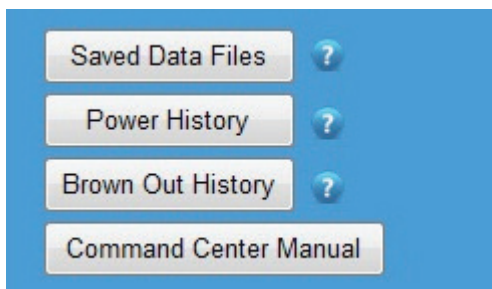 Saved Data Files ?
Power History ?
Brown Out History ?
Command Center Manual